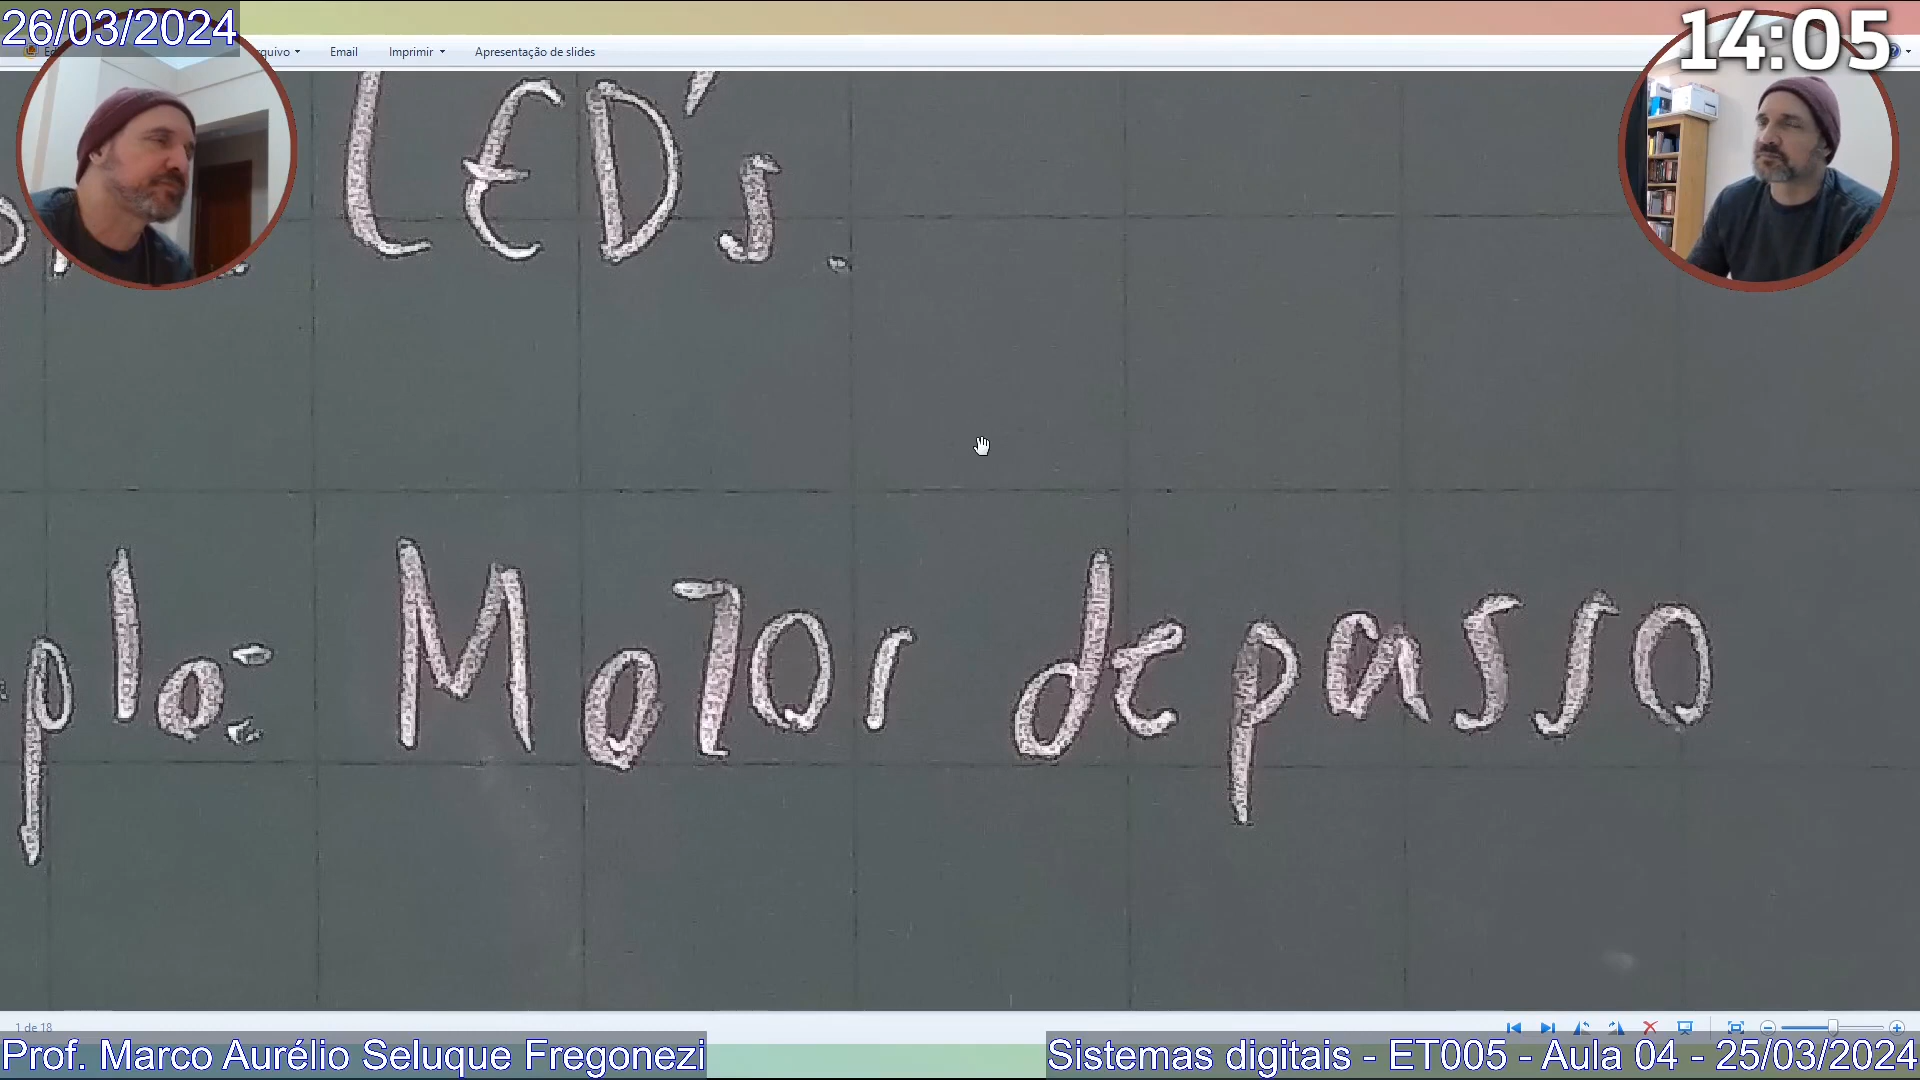 26/03/2024
14:05
Email Imprimir Apresentação de slides
LED's.
Motor de passo
1 de 18
Prof. Marco Aurélio Seluque Fregonezi
Sistemas digitais - ET005 - Aula 04 - 25/03/2024